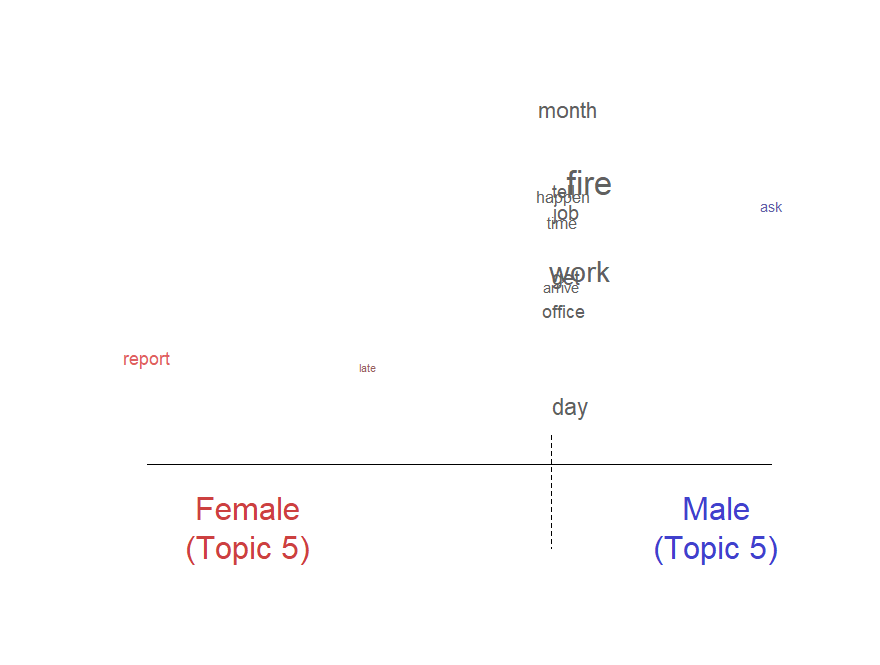 month
fire
tell
happen
ask
job
time
work
get
arrive
office
report
late
day
Female
(Topic 5)
Male
(Topic 5)